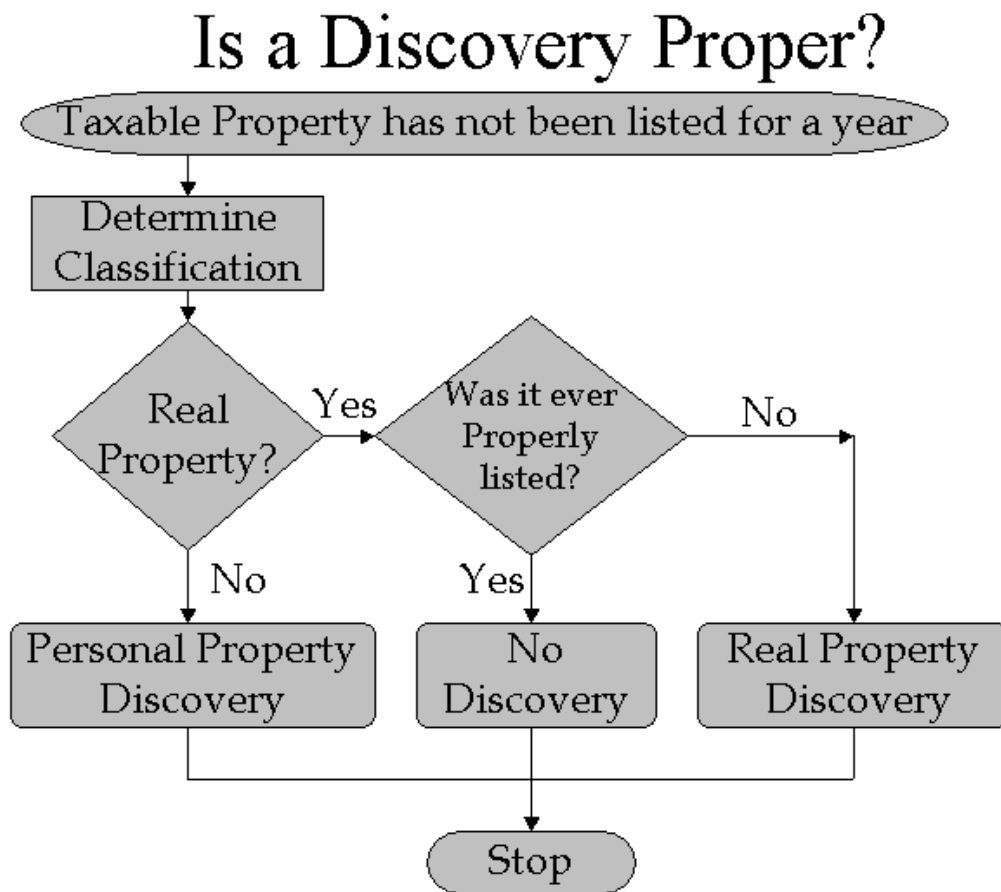 Is a Discovery Proper?
Taxable Property has not been listed for a year
Determine
Classification
Real
Property?
Yes
Was it ever
Properly
listed?
No
No
Yes
Personal Property
Discovery
No
Discovery
Real Property
Discovery
Stop